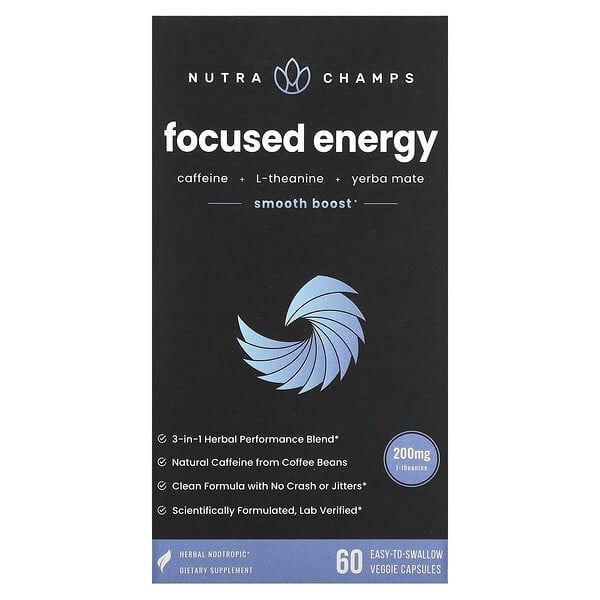 NUTRA CHAMPS
focused energy
caffeine + L-theanine + yerba mate
smooth boost*
3-in-1 Herbal Performance Blend*
Natural Caffeine from Coffee Beans
Clean Formula with No Crash or Jitters*
Scientifically Formulated, Lab Verified*
200mg
l-theanine
HERBAL NOOTROPIC*
DIETARY SUPPLEMENT
60 EASY-TO-SWALLOW
VEGGIE CAPSULES